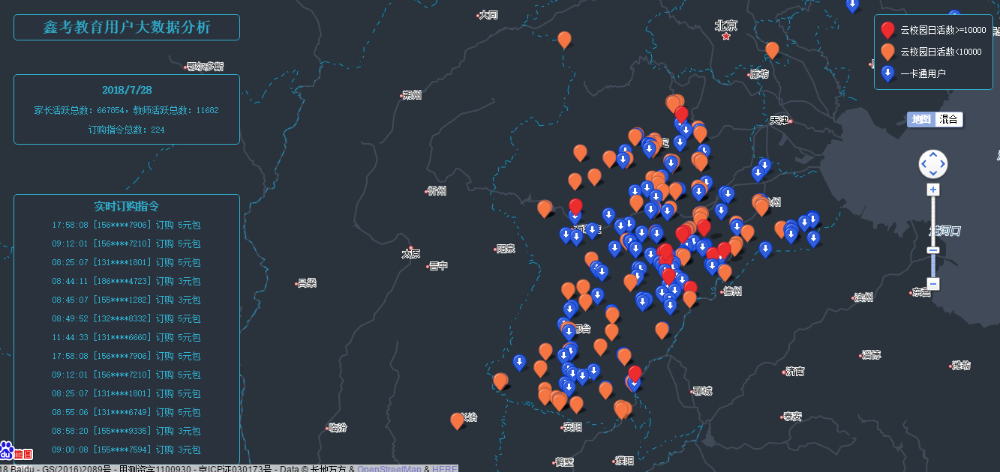 鑫考教育用户大数据分析
2018/7/28
家长活跃总数：667854，教师活跃总数：11682
订购指令总数：224
实时订购指令
17:58:08 [156****7906] 订购 5元包
09:12:01 [156****7210] 订购 5元包
08:25:07 [131****1801] 订购 5元包
08:44:11 [186****4723] 订购 3元包
08:45:07 [155****1282] 订购 3元包
08:49:52 [132****8332] 订购 5元包
11:44:33 [131****6660] 订购 5元包
17:58:08 [156****7906] 订购 5元包
09:12:01 [156****7210] 订购 5元包
08:25:07 [131****1801] 订购 5元包
08:55:06 [131****6749] 订购 5元包
08:58:20 [155****9335] 订购 3元包
09:00:08 [155****7594] 订购 3元包
云校园日活数>=10000
云校园日活数<10000
一卡通用户
地图 混合
大同
北京
鄂尔多斯
廊坊
朔州
天津
忻州
州
黄河口
太原
阳泉
晋中
吕梁
德州
滨州
东营
邢台
淄博
潍坊
济南
聊城
长治
泰安
临汾
安阳
鹤壁
濮阳
du 地图
18 Baidu - GS(2016)2089号 - 甲测资字1100930 - 京ICP证030173号 - Data © 长地万方 & OpenStreetMap & HERE